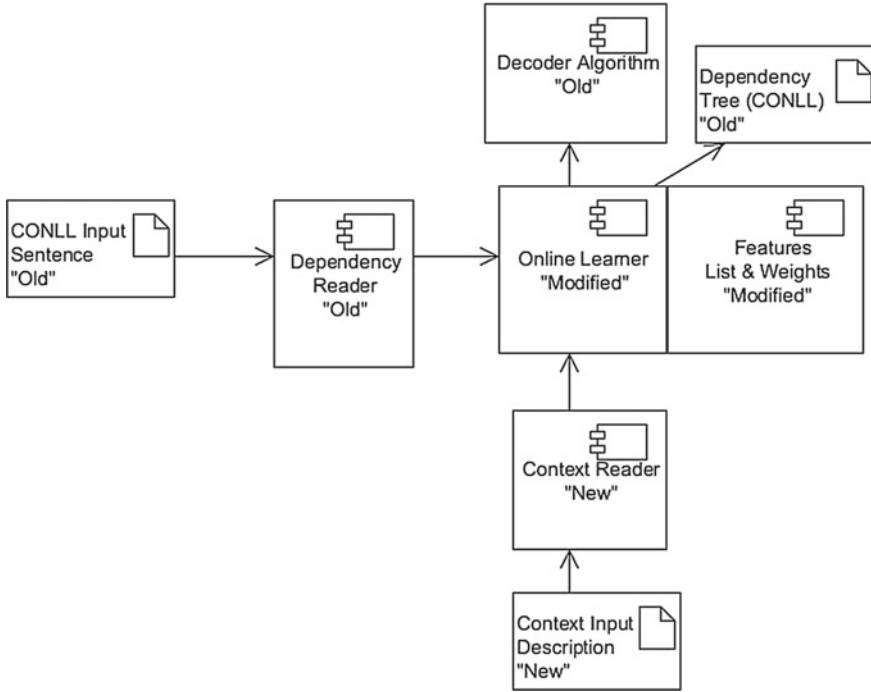 Decoder Algorithm
"Old"
Dependency
Tree (CONLL)
"Old"
CONLL Input
Sentence
"Old"
Dependency
Reader
"Old"
Online Learner
"Modified"
Features
List & Weights
"Modified"
Context Reader
"New"
Context Input
Description
"New"